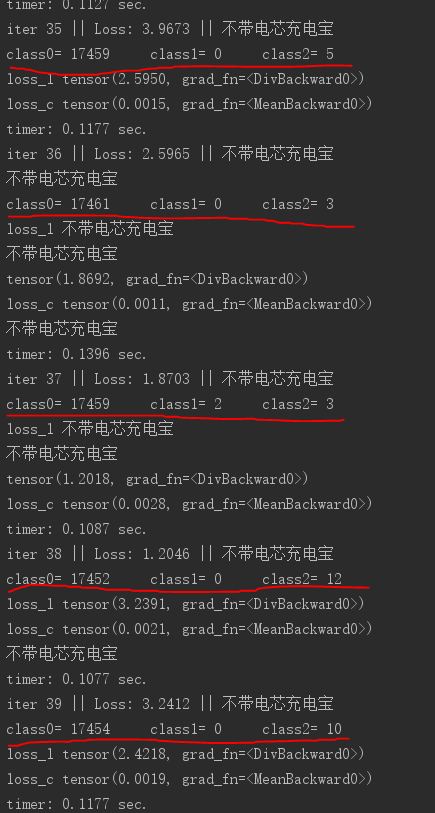 timer: 0.1127 sec.
iter 35 || Loss: 3.9673 || 不带电芯充电宝
class0= 17459     class1= 0     class2= 5
loss_l tensor(2.5950, grad_fn=<DivBackward0>)
loss_c tensor(0.0015, grad_fn=<MeanBackward0>)
timer: 0.1177 sec.
iter 36 || Loss: 2.5965 || 不带电芯充电宝
不带电芯充电宝
class0= 17461     class1= 0     class2= 3
loss_l 不带电芯充电宝
不带电芯充电宝
tensor(1.8692, grad_fn=<DivBackward0>)
loss_c tensor(0.0011, grad_fn=<MeanBackward0>)
不带电芯充电宝
timer: 0.1396 sec.
iter 37 || Loss: 1.8703 || 不带电芯充电宝
class0= 17459     class1= 2     class2= 3
loss_l 不带电芯充电宝
不带电芯充电宝
tensor(1.2018, grad_fn=<DivBackward0>)
loss_c tensor(0.0028, grad_fn=<MeanBackward0>)
timer: 0.1087 sec.
iter 38 || Loss: 1.2046 || 不带电芯充电宝
class0= 17452     class1= 0     class2= 12
loss_l tensor(3.2391, grad_fn=<DivBackward0>)
loss_c tensor(0.0021, grad_fn=<MeanBackward0>)
不带电芯充电宝
timer: 0.1077 sec.
iter 39 || Loss: 3.2412 || 不带电芯充电宝
class0= 17454     class1= 0     class2= 10
loss_l tensor(2.4218, grad_fn=<DivBackward0>)
loss_c tensor(0.0019, grad_fn=<MeanBackward0>)
timer: 0.1177 sec.